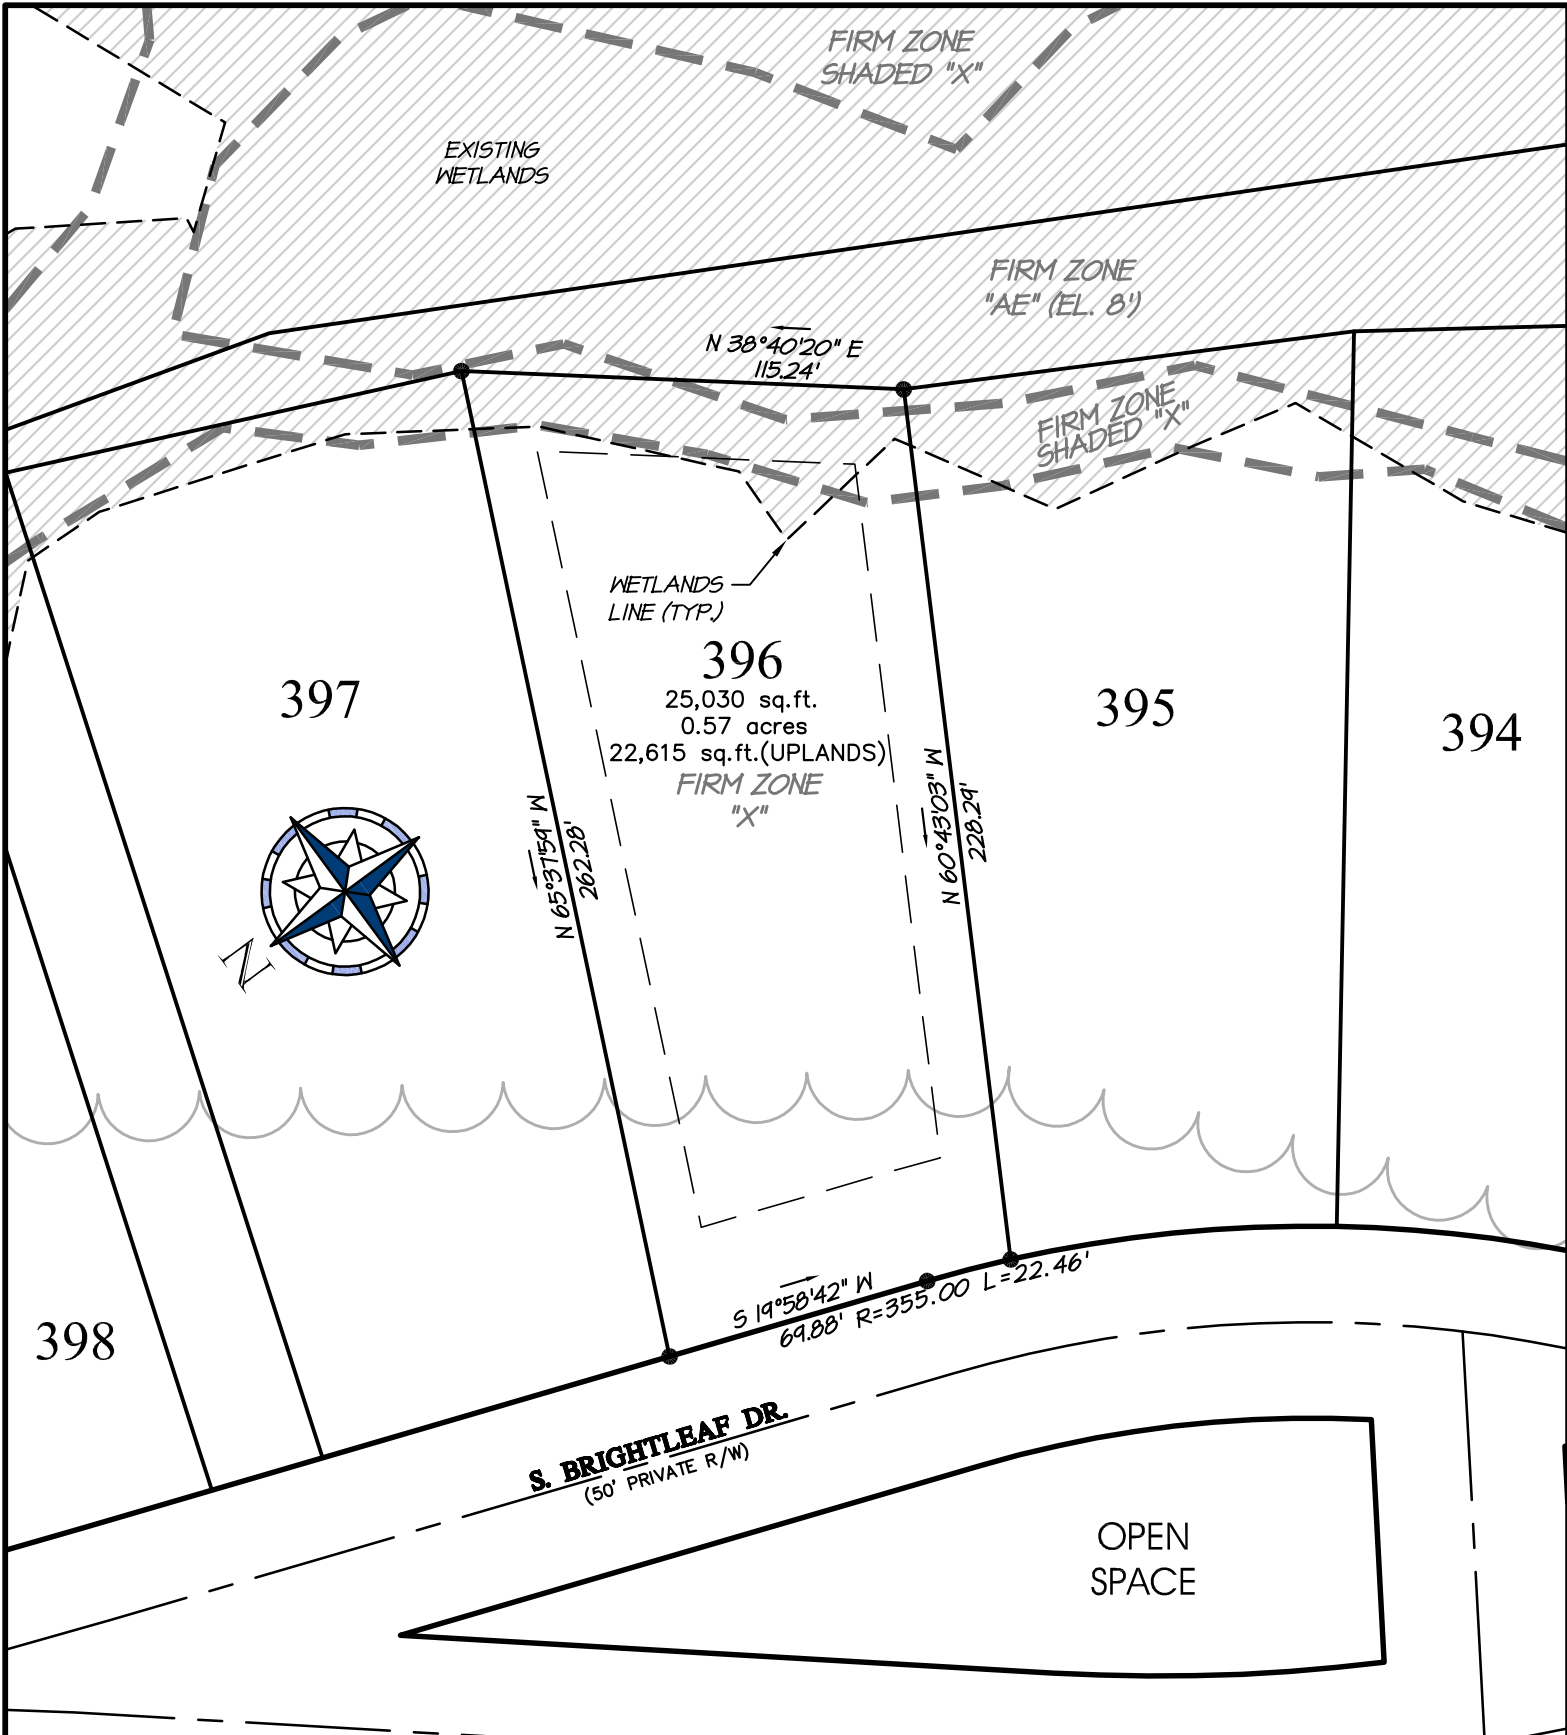 FIRM ZONE
SHADED "X"
EXISTING
WETLANDS
FIRM ZONE
"AE" (EL. 8')
N 38°40'20" E
115.24'
FIRM ZONE
SHADED "X"
WETLANDS
LINE (TYP.)
396
25,030 sq.ft.
0.57 acres
22,615 sq.ft.(UPLANDS)
FIRM ZONE
"X"
397
395
394
N 65°37'59" W
262.28'
N 60°43'03" W
228.29'
N
398
S 19°58'42" W
69.88' R=355.00 L=22.46'
S. BRIGHTLEAF DR.
(50' PRIVATE R/W)
OPEN
SPACE